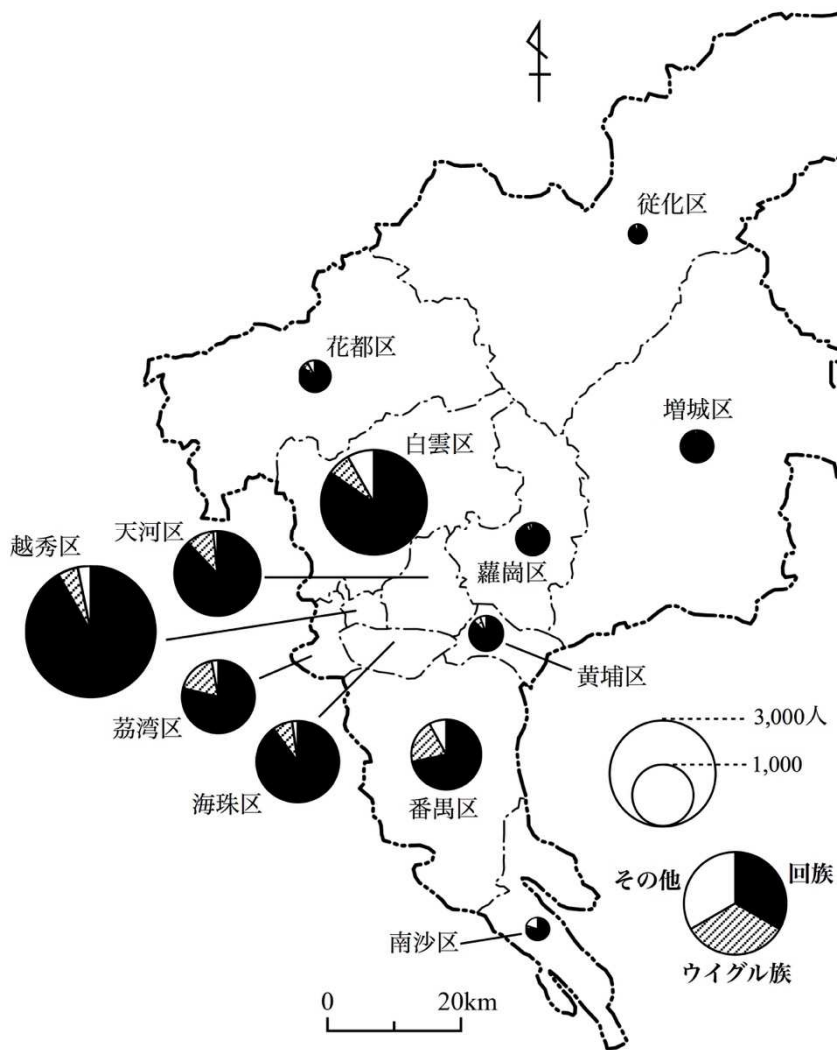 従化区
花都区
増城区
白雲区
天河区
越秀区
蘿崗区
黄埔区
荔湾区
海珠区
番禺区
3,000人
1,000
その他
回族
ウイグル族
南沙区
0
20km